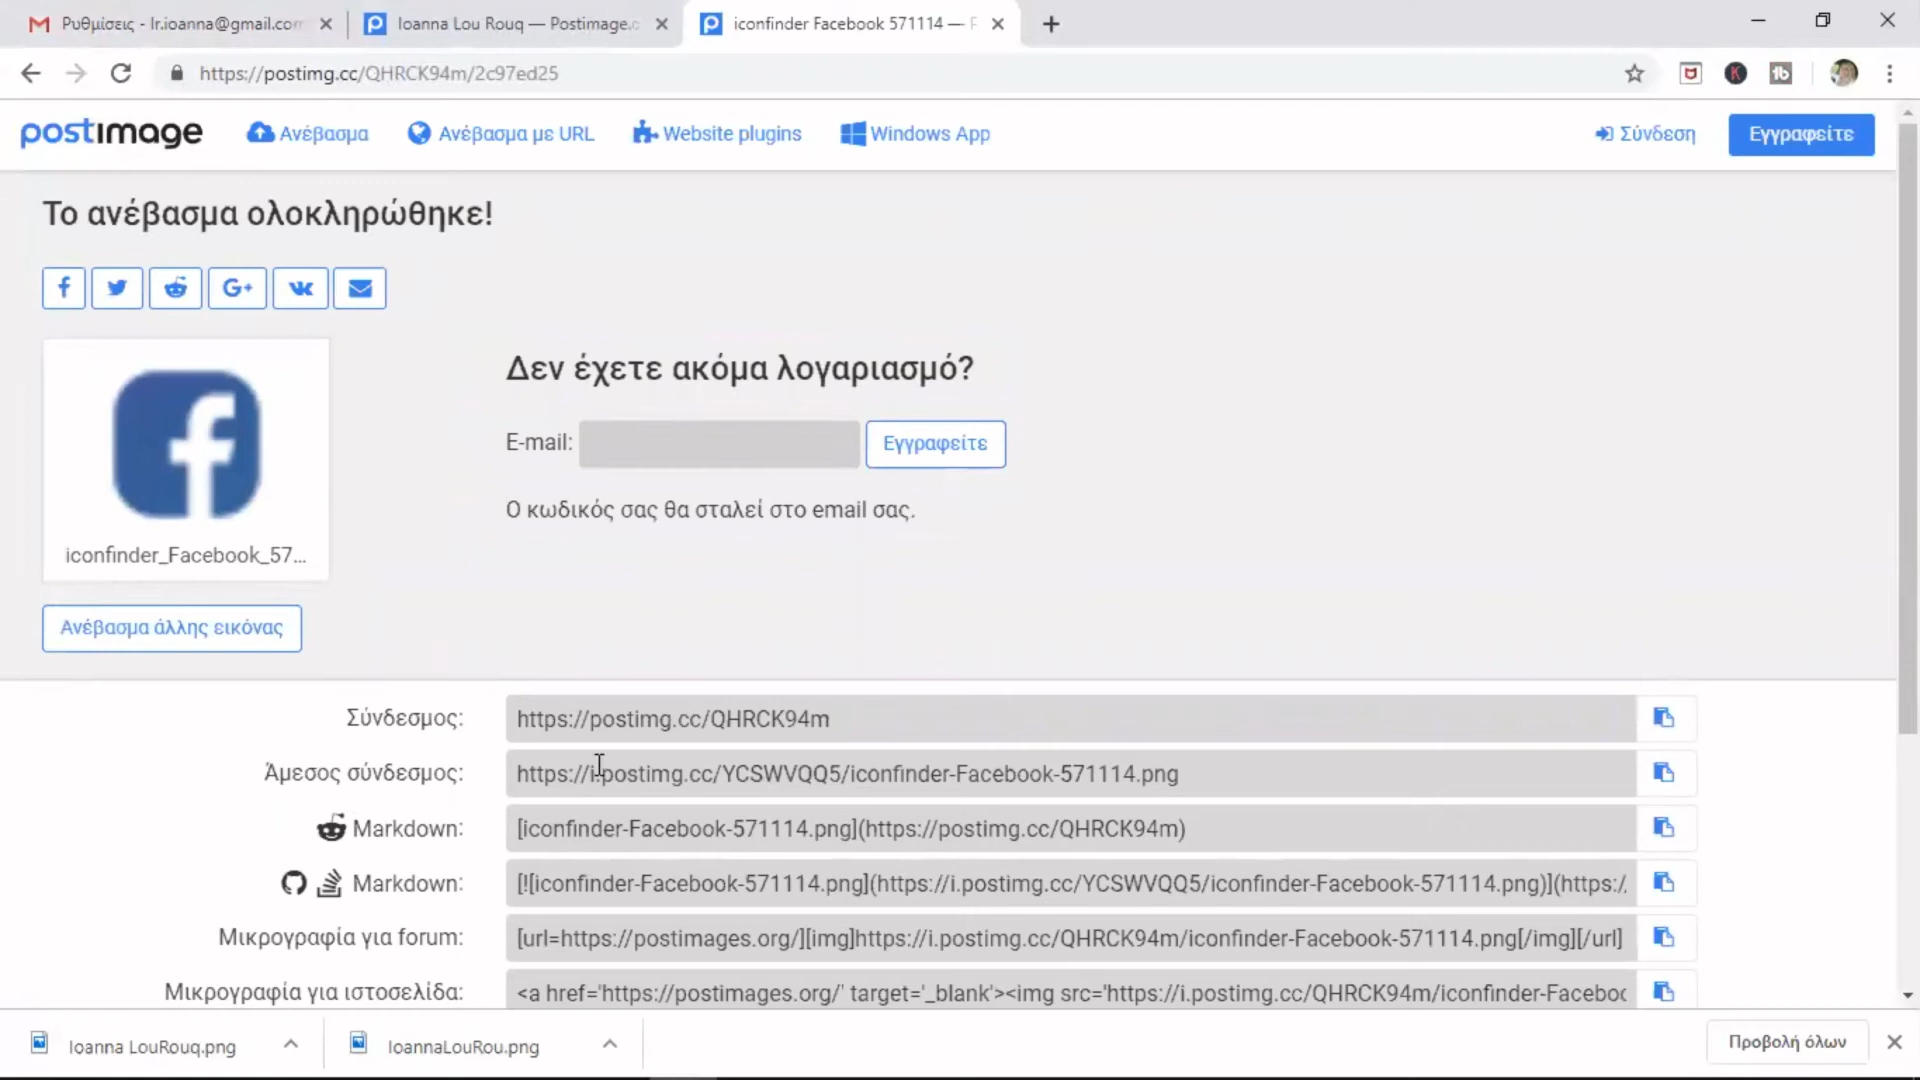 Ρυθμίσεις - lr.ioanna@gmail.com
Ioanna Lou Rouq — Postimage.c
iconfinder Facebook 571114 — F
https://postimg.cc/QHRCK94m/2c97ed25
postimage
Ανέβασμα
Ανέβασμα με URL
Website plugins
Windows App
Σύνδεση
Εγγραφείτε
Το ανέβασμα ολοκληρώθηκε!
Δεν έχετε ακόμα λογαριασμό?
E-mail:
Εγγραφείτε
Ο κωδικός σας θα σταλεί στο email σας.
iconfinder_Facebook_57...
Ανέβασμα άλλης εικόνας
Σύνδεσμος: https://postimg.cc/QHRCK94m
Άμεσος σύνδεσμος: https://i.postimg.cc/YCSWVQQ5/iconfinder-Facebook-571114.png
Markdown: [iconfinder-Facebook-571114.png](https://postimg.cc/QHRCK94m)
Markdown: [![iconfinder-Facebook-571114.png](https://i.postimg.cc/YCSWVQQ5/iconfinder-Facebook-571114.png)](https:/
Μικρογραφία για forum: [url=https://postimages.org/][img]https://i.postimg.cc/QHRCK94m/iconfinder-Facebook-571114.png[/img][/url]
Μικρογραφία για ιστοσελίδα: <a href='https://postimages.org/' target='_blank'><img src='https://i.postimg.cc/QHRCK94m/iconfinder-Faceboo
Ioanna LouRouq.png
IoannaLouRou.png
Προβολή όλων